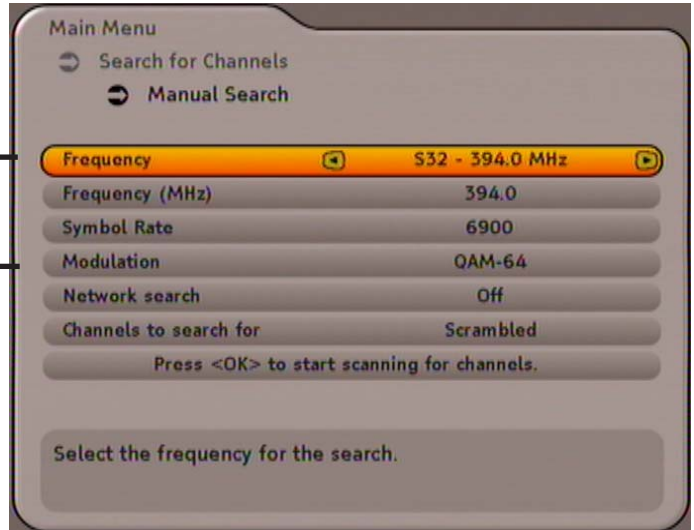 Main Menu
Search for Channels
Manual Search
Frequency S32 - 394.0 MHz
Frequency (MHz) 394.0
Symbol Rate 6900
Modulation QAM-64
Network search Off
Channels to search for Scrambled
Press <OK> to start scanning for channels.
Select the frequency for the search.